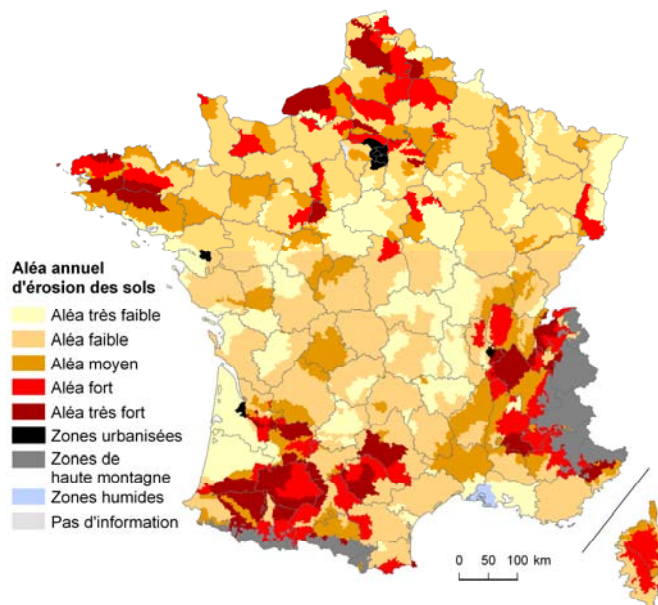 Aléa annuel
d'érosion des sols
Aléa très faible
Aléa faible
Aléa moyen
Aléa fort
Aléa très fort
Zones urbanisées
Zones de
haute montagne
Zones humides
Pas d'information
0 50 100 km